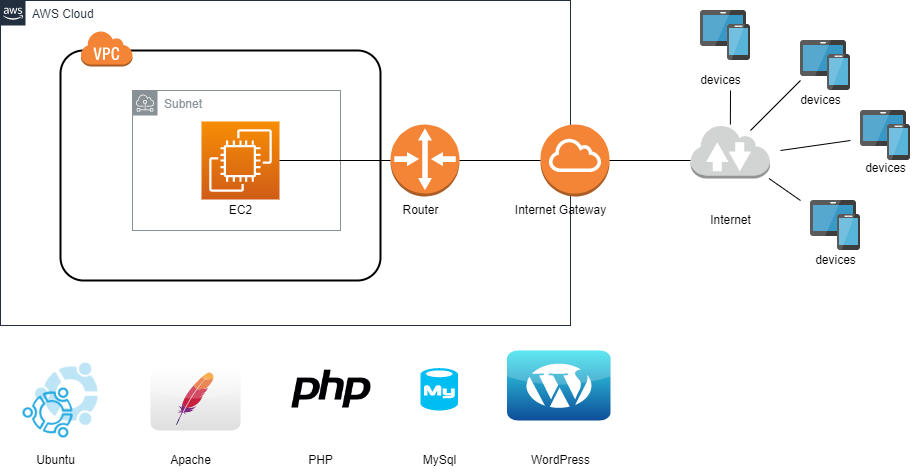 aws
AWS Cloud
VPC
Subnet
EC2
Router
Internet Gateway
Internet
devices
devices
devices
devices
php
My
Ubuntu
Apache
PHP
MySql
WordPress